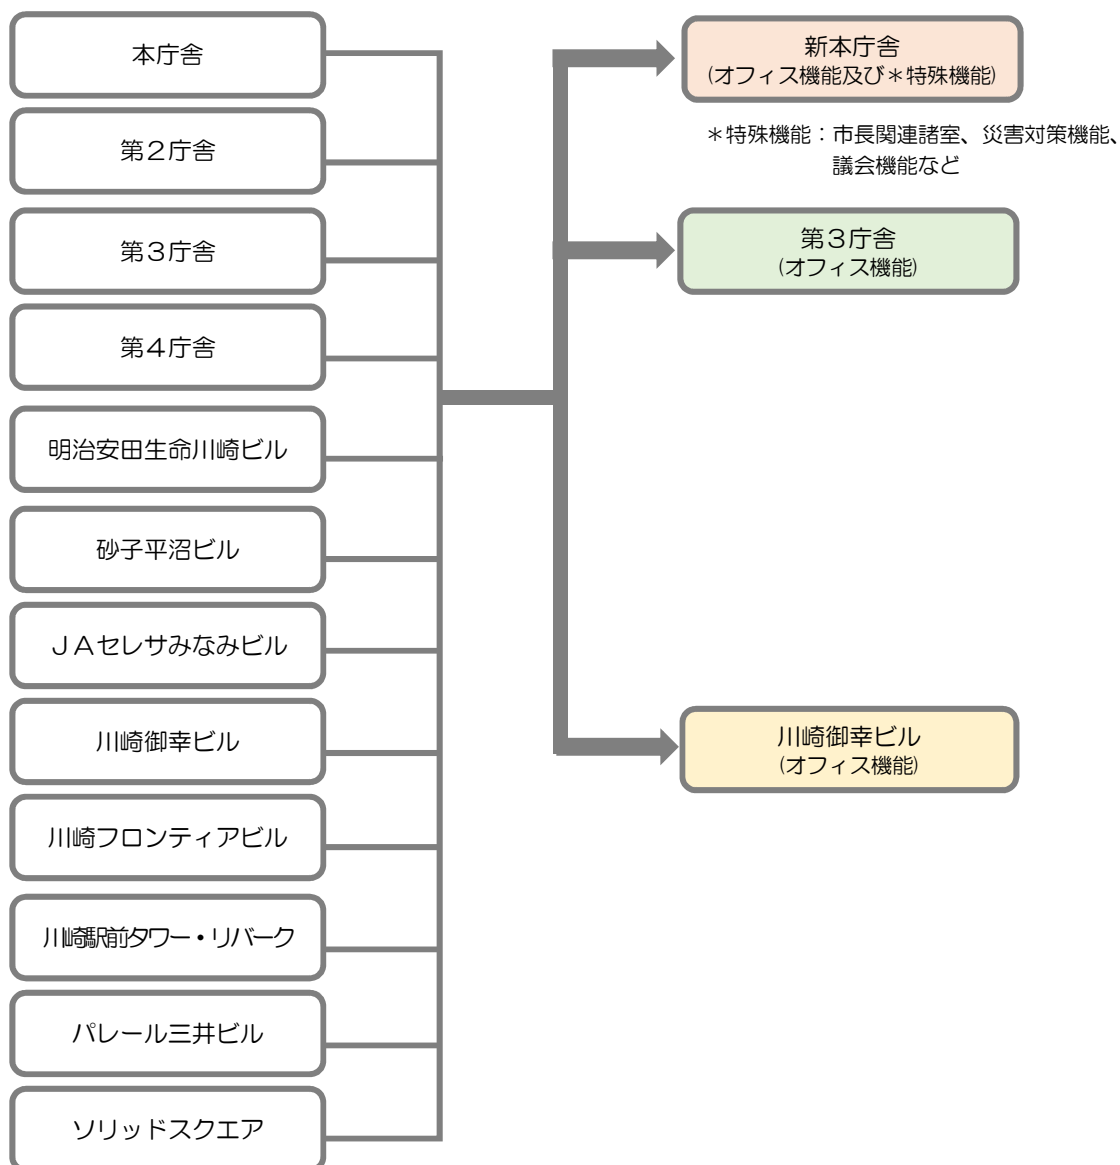 本庁舎
第２庁舎
第３庁舎
第４庁舎
明治安田生命川崎ビル
砂子平沼ビル
ＪＡセレサみなみビル
川崎御幸ビル
川崎フロンティアビル
川崎駅前タワー・リバーク
パレール三井ビル
ソリッドスクエア
新本庁舎
(オフィス機能及び＊特殊機能)
＊特殊機能：市長関連諸室、災害対策機能、
議会機能など
第３庁舎
(オフィス機能)
川崎御幸ビル
(オフィス機能)